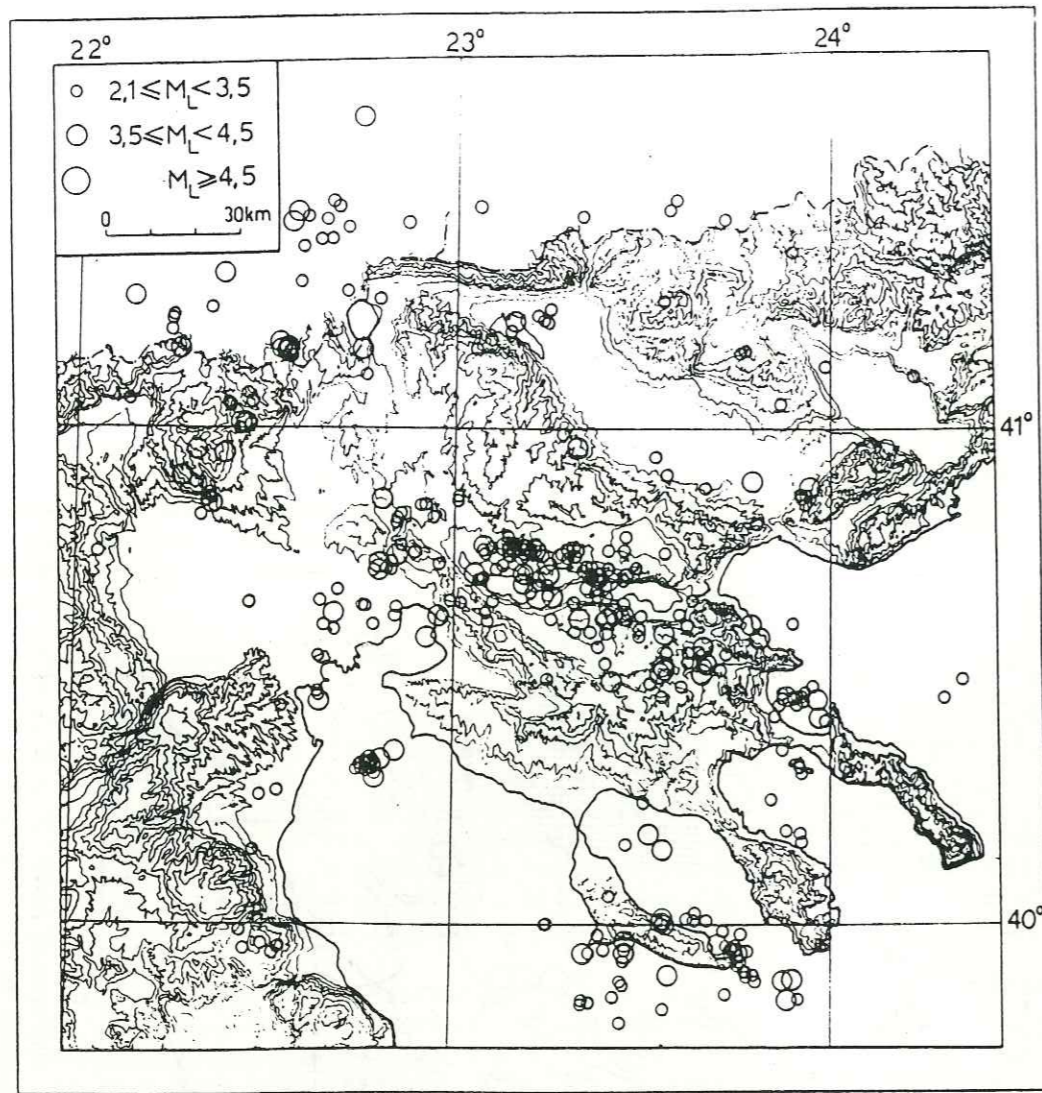 22° 23° 24°
2,1 ≤ M_L < 3,5
3,5 ≤ M_L < 4,5
M_L ≥ 4,5
0 30km
41°
40°